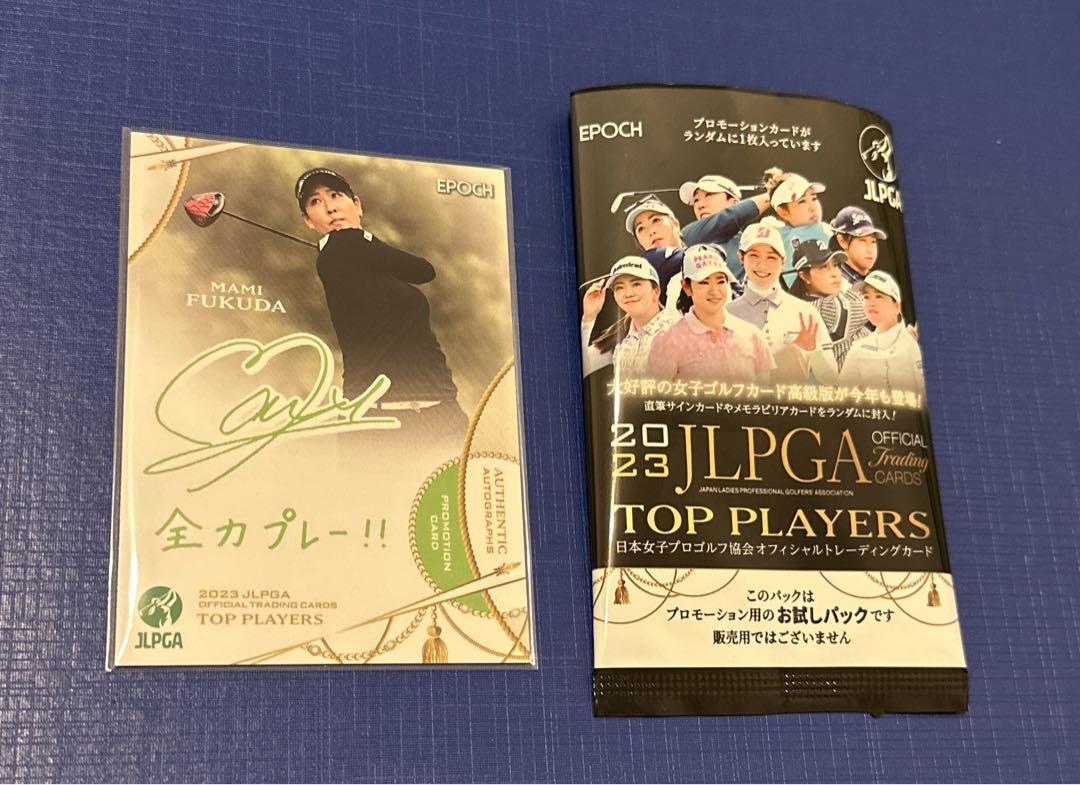 EPOCH
MAMI
FUKUDA
全力プレー!!
AUTHENTIC
AUTOGRAPHS
PROMOTION
CARD
2023 JLPGA
OFFICIAL TRADING CARDS
TOP PLAYERS
JLPGA
EPOCH
プロモーションカードが
ランダムに1枚入っています
JLPGA
大好評の女子ゴルフカード高級版が今年も登場!
直筆サインカードやメモラビリアカードをランダムに封入!
2023 JLPGA OFFICIAL Trading CARDS
JAPAN LADIES PROFESSIONAL GOLFERS' ASSOCIATION
TOP PLAYERS
日本女子プロゴルフ協会オフィシャルトレーディングカード
このパックは
プロモーション用のお試しパックです
販売用ではございません